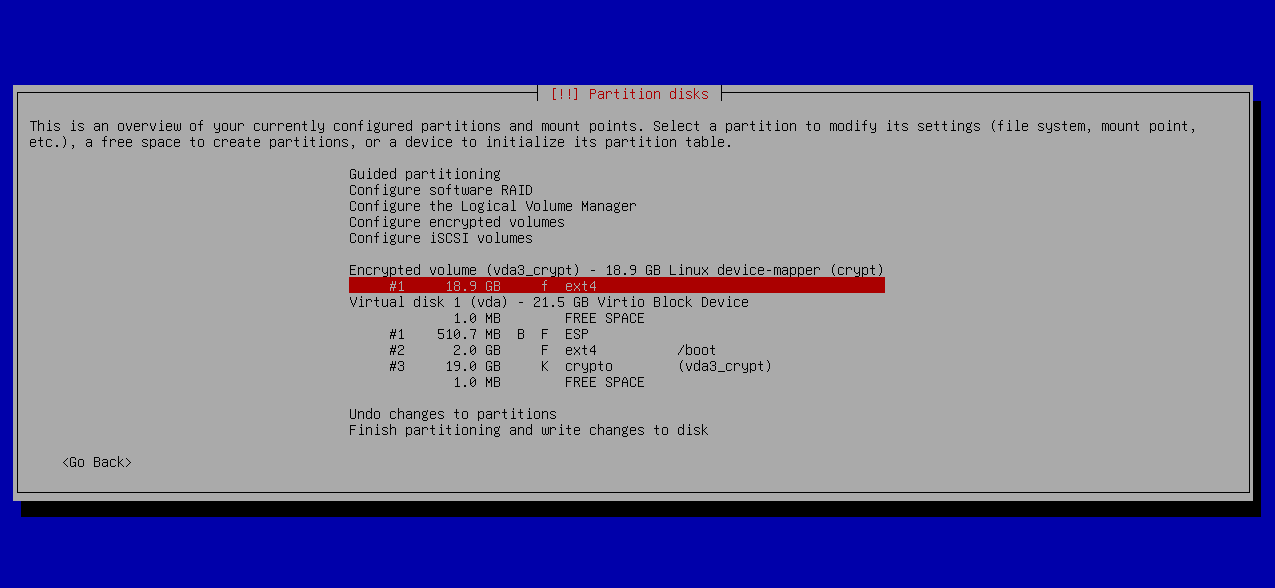 [!!] Partition disks
This is an overview of your currently configured partitions and mount points. Select a partition to modify its settings (file system, mount point,
etc.), a free space to create partitions, or a device to initialize its partition table.
Guided partitioning
Configure software RAID
Configure the Logical Volume Manager
Configure encrypted volumes
Configure iSCSI volumes
Encrypted volume (vda3_crypt) - 18.9 GB Linux device-mapper (crypt)
#1 18.9 GB f ext4
Virtual disk 1 (vda) - 21.5 GB Virtio Block Device
1.0 MB FREE SPACE
#1 510.7 MB B F ESP
#2 2.0 GB F ext4 /boot
#3 19.0 GB K crypto (vda3_crypt)
1.0 MB FREE SPACE
Undo changes to partitions
Finish partitioning and write changes to disk
<Go Back>